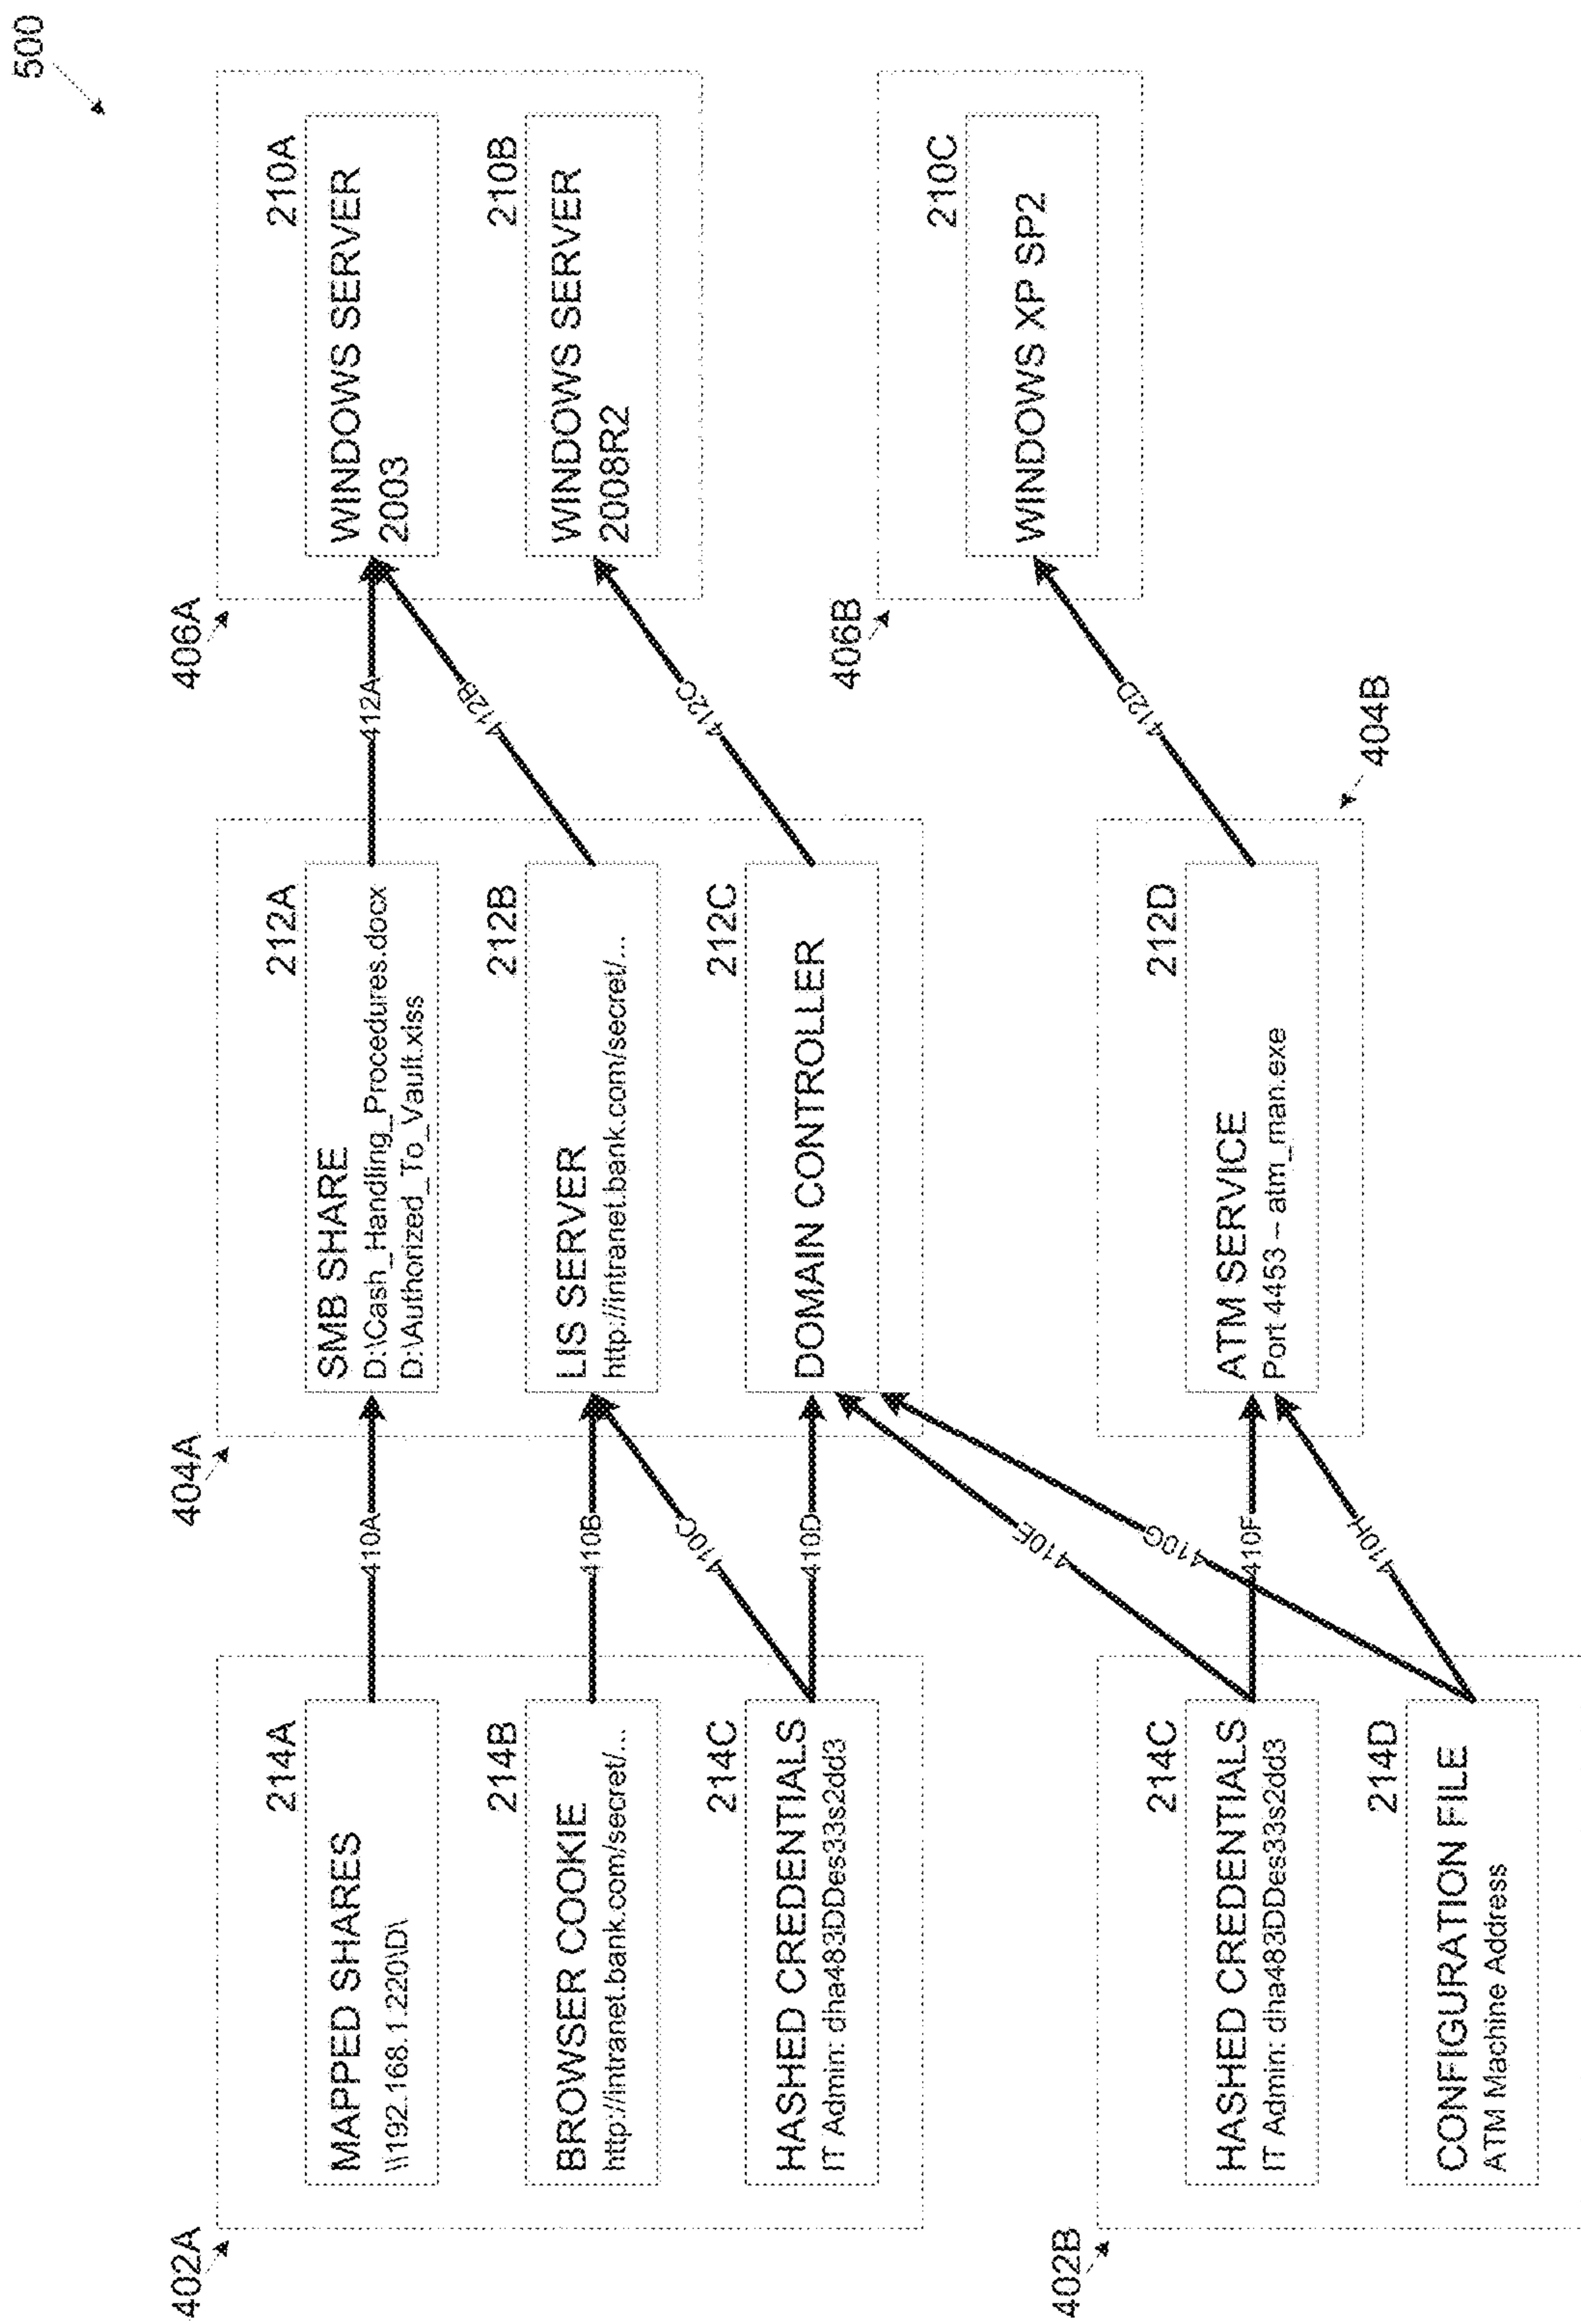 500
402A
214A
MAPPED SHARES
\\192.168.1.220\D\
214B
BROWSER COOKIE
http://intranet.bank.com/secret/...
214C
HASHED CREDENTIALS
IT Admin: dha483DDes33s2dd3
402B
214C
HASHED CREDENTIALS
IT Admin: dha483DDes33s2dd3
214D
CONFIGURATION FILE
ATM Machine Address
410A
410B
410C
410D
410E
410F
410G
410H
404A
212A
SMB SHARE
D:\Cash_Handling_Procedures.docx
D:\Authorized_To_Vault.xlss
212B
LIS SERVER
http://intranet.bank.com/secret/...
212C
DOMAIN CONTROLLER
404B
212D
ATM SERVICE
Port 4453 – atm_man.exe
412A
412B
412C
412D
406A
210A
WINDOWS SERVER
2003
210B
WINDOWS SERVER
2008R2
406B
210C
WINDOWS XP SP2